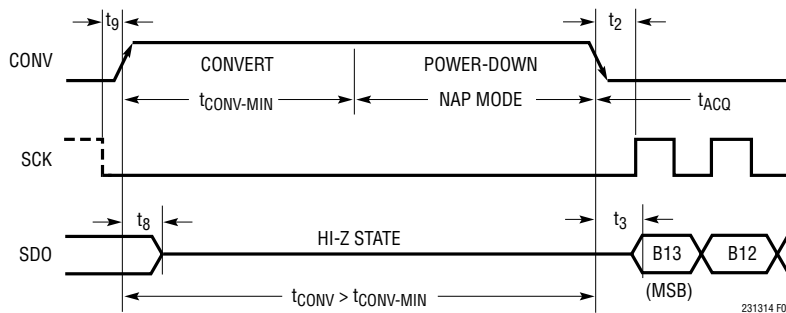 t9
t2
CONV
CONVERT
POWER-DOWN
tCONV-MIN
NAP MODE
tACQ
SCK
t8
t3
SDO
HI-Z STATE
B13
B12
(MSB)
tCONV > tCONV-MIN
231314 F0